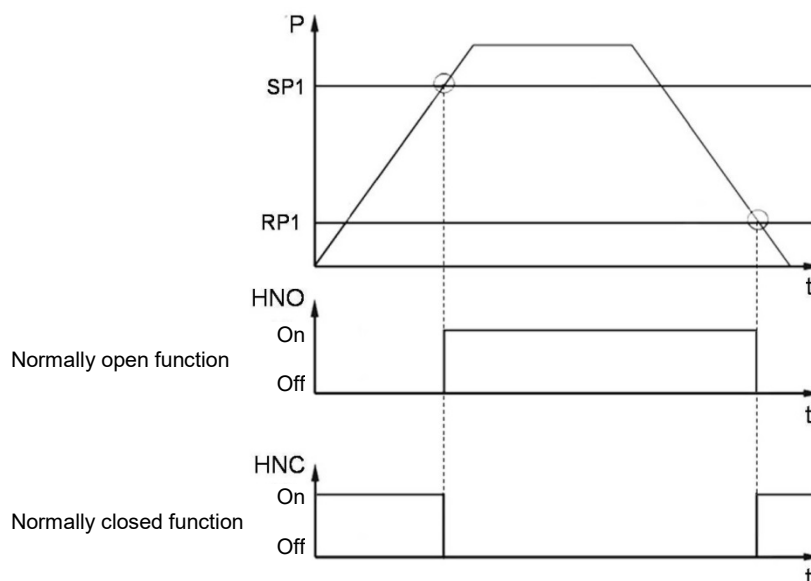 P
SP1
RP1
t
HNO
On
Normally open function
Off
t
HNC
On
Normally closed function
Off
t